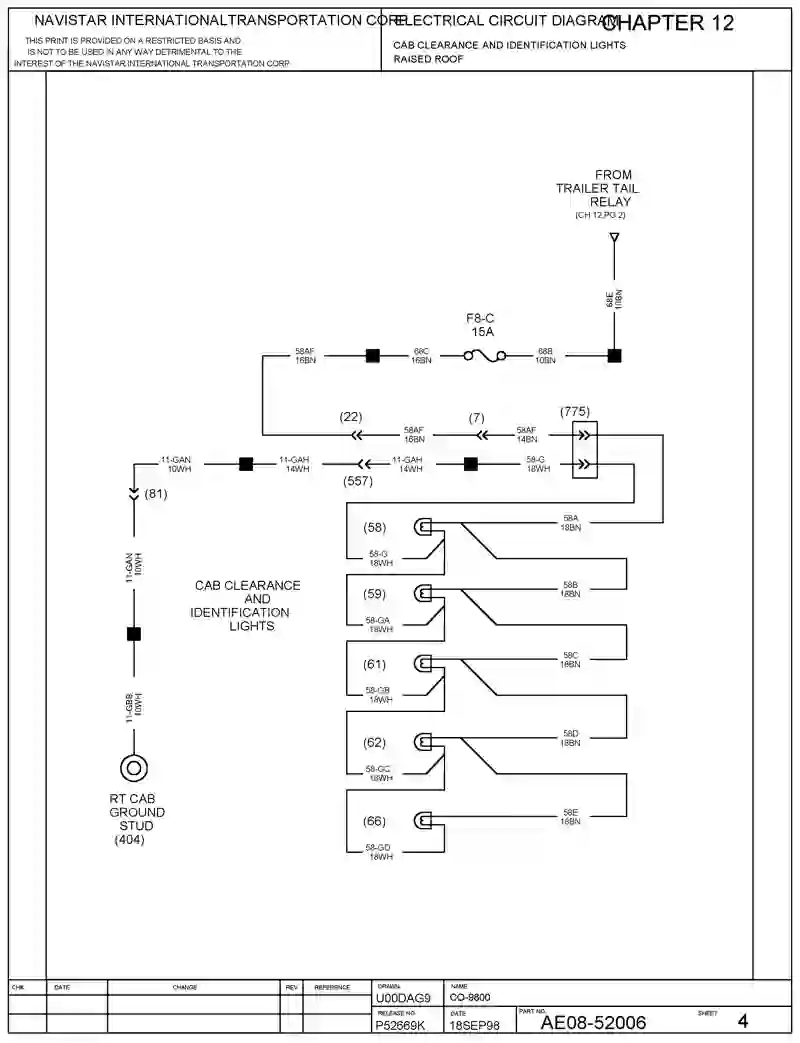 NAVISTAR INTERNATIONALTRANSPORTATION CORP
ELECTRICAL CIRCUIT DIAGRAM
CHAPTER 12
THIS PRINT IS PROVIDED ON A RESTRICTED BASIS AND
IS NOT TO BE USED IN ANY WAY DETRIMENTAL TO THE
INTEREST OF THE NAVISTAR INTERNATIONAL TRANSPORTATION CORP
CAB CLEARANCE AND IDENTIFICATION LIGHTS
RAISED ROOF
FROM
TRAILER TAIL
RELAY
(CH 12,PG 2)
68E
10BN
F8-C
15A
58AF
16BN
68C
16BN
68B
10BN
(22)
(7)
(775)
58AF
16BN
58AF
14BN
11-GAN
10WH
11-GAH
14WH
11-GAH
14WH
58-G
18WH
(557)
(81)
(58)
58A
18BN
58-G
18WH
11-GAN
10WH
CAB CLEARANCE
AND
IDENTIFICATION
LIGHTS
(59)
58B
18BN
58-GA
18WH
(61)
58C
18BN
58-GB
18WH
11-GBB
10WH
(62)
58D
18BN
58-GC
18WH
RT CAB
GROUND
STUD
(404)
(66)
58E
18BN
58-GD
18WH
CHK
DATE
CHANGE
REV
REFERENCE
DRAWN
U00DAG9
NAME
CO-9800
RELEASE NO.
P52669K
DATE
18SEP98
PART NO.
AE08-52006
SHEET
4